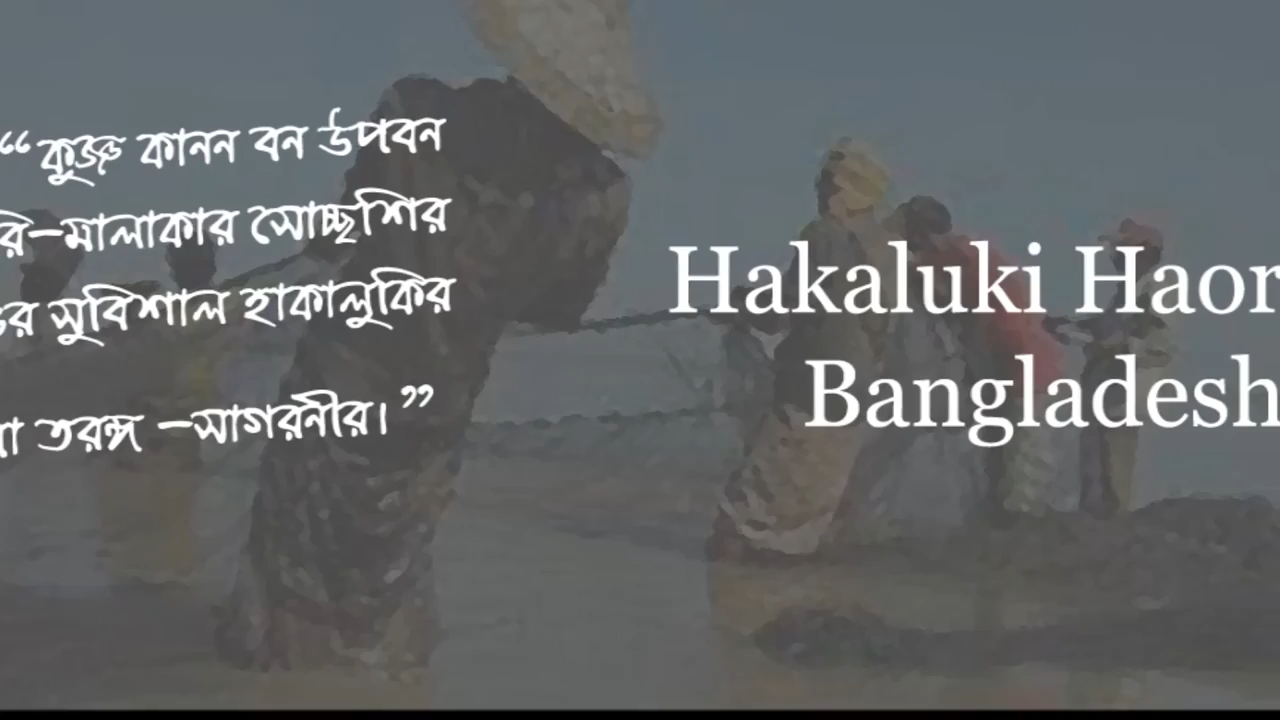 “কুঞ্জ কানন বন উপবন
রি–মালাকার সোচ্ছশির
র সুবিশাল হাকালুকির
া তরঙ্গ –সাগরনীর।”
Hakaluki Haor
Bangladesh